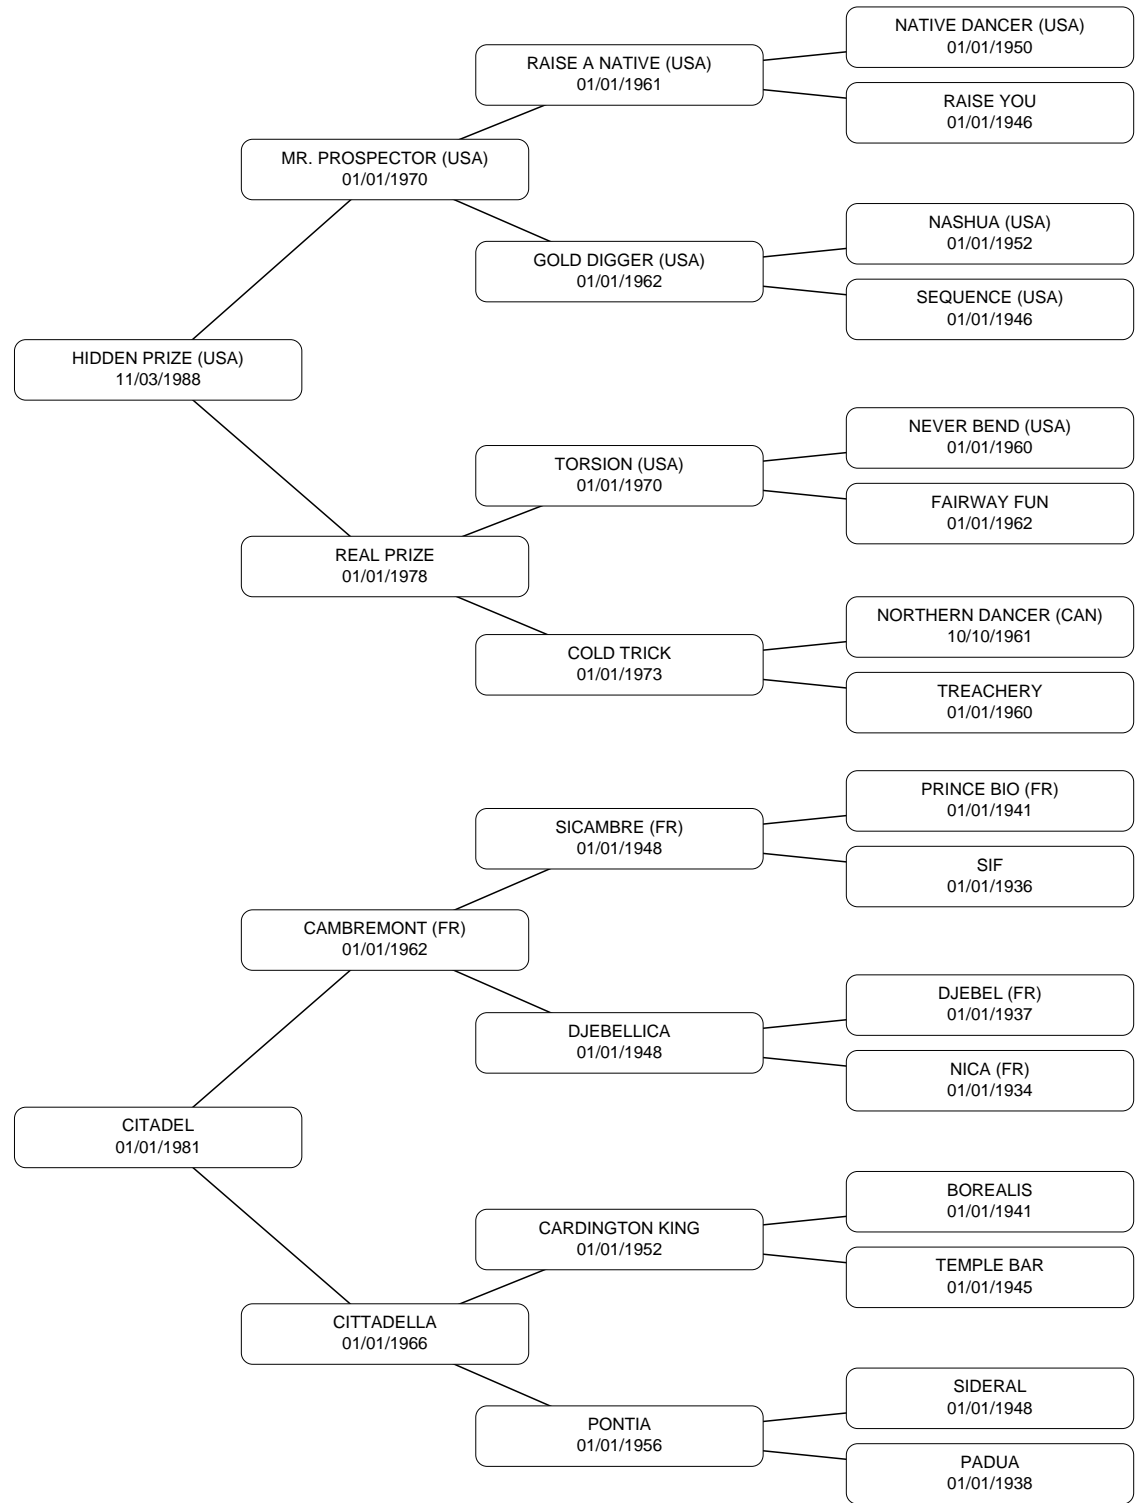 NATIVE DANCER (USA)
01/01/1950
RAISE A NATIVE (USA)
01/01/1961
RAISE YOU
01/01/1946
MR. PROSPECTOR (USA)
01/01/1970
NASHUA (USA)
01/01/1952
GOLD DIGGER (USA)
01/01/1962
SEQUENCE (USA)
01/01/1946
HIDDEN PRIZE (USA)
11/03/1988
NEVER BEND (USA)
01/01/1960
TORSION (USA)
01/01/1970
FAIRWAY FUN
01/01/1962
REAL PRIZE
01/01/1978
NORTHERN DANCER (CAN)
10/10/1961
COLD TRICK
01/01/1973
TREACHERY
01/01/1960
PRINCE BIO (FR)
01/01/1941
SICAMBRE (FR)
01/01/1948
SIF
01/01/1936
CAMBREMONT (FR)
01/01/1962
DJEBEL (FR)
01/01/1937
DJEBELLICA
01/01/1948
NICA (FR)
01/01/1934
CITADEL
01/01/1981
BOREALIS
01/01/1941
CARDINGTON KING
01/01/1952
TEMPLE BAR
01/01/1945
CITTADELLA
01/01/1966
SIDERAL
01/01/1948
PONTIA
01/01/1956
PADUA
01/01/1938